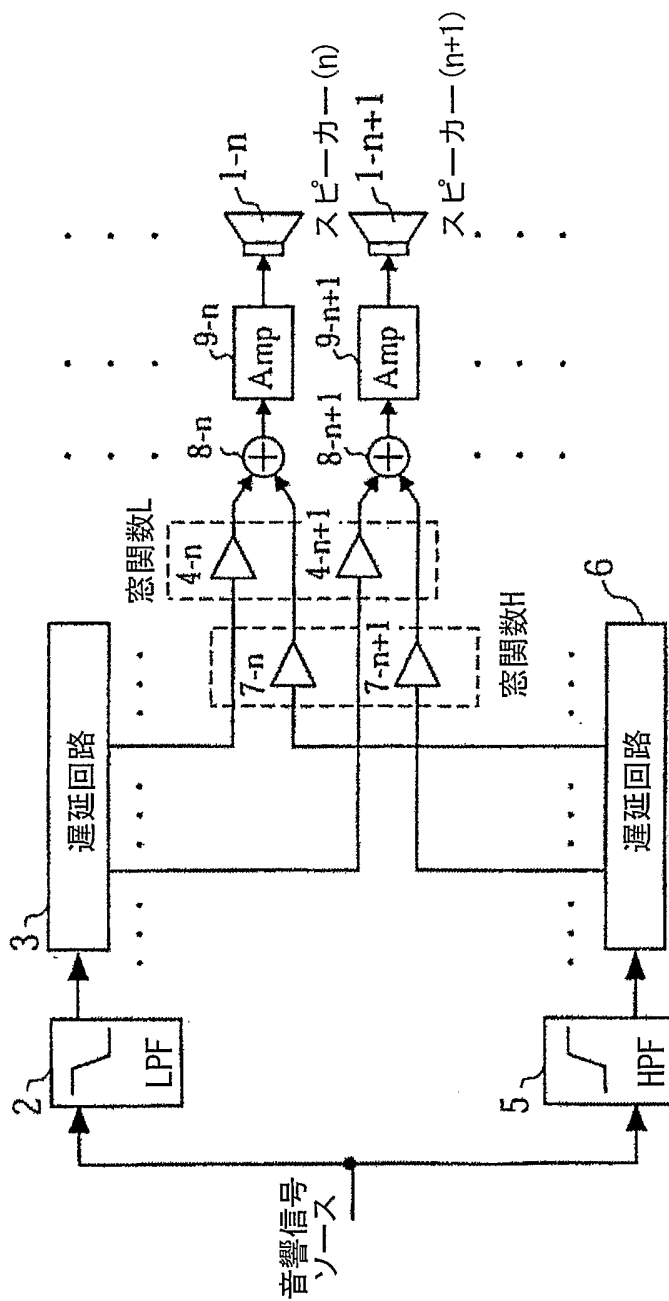 音響信号
ソース
2
LPF
3
遅延回路
窓関数L
4-n
7-n
4-n+1
7-n+1
窓関数H
8-n
8-n+1
9-n
Amp
9-n+1
Amp
1-n
スピーカー(n)
1-n+1
スピーカー(n+1)
5
HPF
6
遅延回路